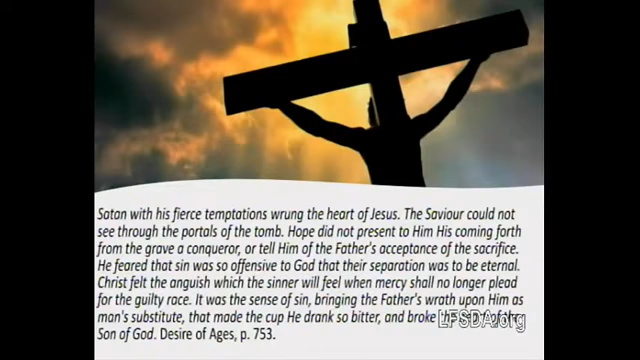 Satan with his fierce temptations wrung the heart of Jesus. The Saviour could not
see through the portals of the tomb. Hope did not present to Him His coming forth
from the grave a conqueror, or tell Him of the Father's acceptance of the sacrifice.
He feared that sin was so offensive to God that their separation was to be eternal.
Christ felt the anguish which the sinner will feel when mercy shall no longer plead
for the guilty race. It was the sense of sin, bringing the Father's wrath upon Him as
man's substitute, that made the cup He drank so bitter, and broke
Son of God. Desire of Ages, p. 753.
LFSDA.org